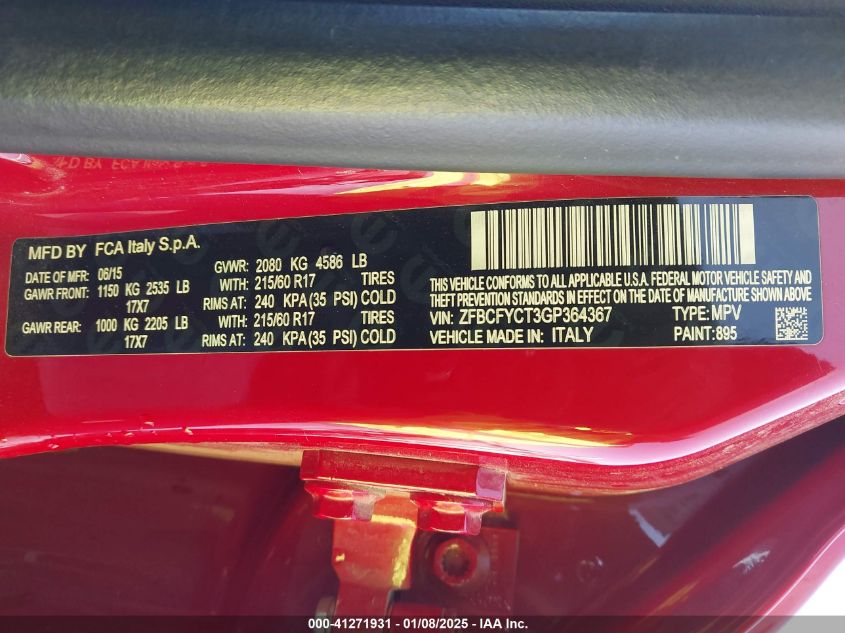 MFD BY FCA Italy S.p.A.
DATE OF MFR: 06/15
GVWR: 2080 KG 4586 LB
GAWR FRONT: 1150 KG 2535 LB WITH: 215/60 R17 TIRES
17X7 RIMS AT: 240 KPA (35 PSI) COLD
GAWR REAR: 1000 KG 2205 LB WITH: 215/60 R17 TIRES
17X7 RIMS AT: 240 KPA (35 PSI) COLD
THIS VEHICLE CONFORMS TO ALL APPLICABLE U.S.A. FEDERAL MOTOR VEHICLE SAFETY AND
THEFT PREVENTION STANDARDS IN EFFECT ON THE DATE OF MANUFACTURE SHOWN ABOVE
VIN: ZFBCFYCT3GP364367 TYPE: MPV
VEHICLE MADE IN: ITALY PAINT: 895
000-41271931 - 01/08/2025 - IAA Inc.